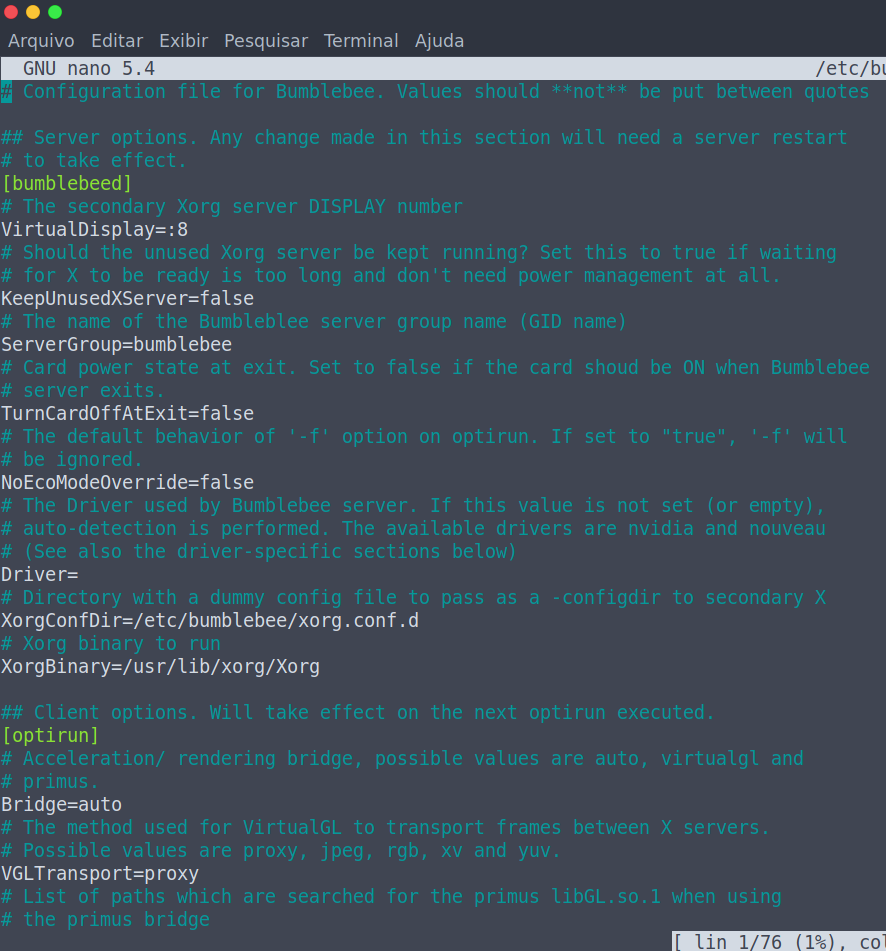 Arquivo Editar Exibir Pesquisar Terminal Ajuda
GNU nano 5.4 /etc/bu
# Configuration file for Bumblebee. Values should **not** be put between quotes
## Server options. Any change made in this section will need a server restart
# to take effect.
[bumblebeed]
# The secondary Xorg server DISPLAY number
VirtualDisplay=:8
# Should the unused Xorg server be kept running? Set this to true if waiting
# for X to be ready is too long and don't need power management at all.
KeepUnusedXServer=false
# The name of the Bumbleblee server group name (GID name)
ServerGroup=bumblebee
# Card power state at exit. Set to false if the card shoud be ON when Bumblebee
# server exits.
TurnCardOffAtExit=false
# The default behavior of '-f' option on optirun. If set to "true", '-f' will
# be ignored.
NoEcoModeOverride=false
# The Driver used by Bumblebee server. If this value is not set (or empty),
# auto-detection is performed. The available drivers are nvidia and nouveau
# (See also the driver-specific sections below)
Driver=
# Directory with a dummy config file to pass as a -configdir to secondary X
XorgConfDir=/etc/bumblebee/xorg.conf.d
# Xorg binary to run
XorgBinary=/usr/lib/xorg/Xorg
## Client options. Will take effect on the next optirun executed.
[optirun]
# Acceleration/ rendering bridge, possible values are auto, virtualgl and
# primus.
Bridge=auto
# The method used for VirtualGL to transport frames between X servers.
# Possible values are proxy, jpeg, rgb, xv and yuv.
VGLTransport=proxy
# List of paths which are searched for the primus libGL.so.1 when using
# the primus bridge
[ lin 1/76 (1%), col